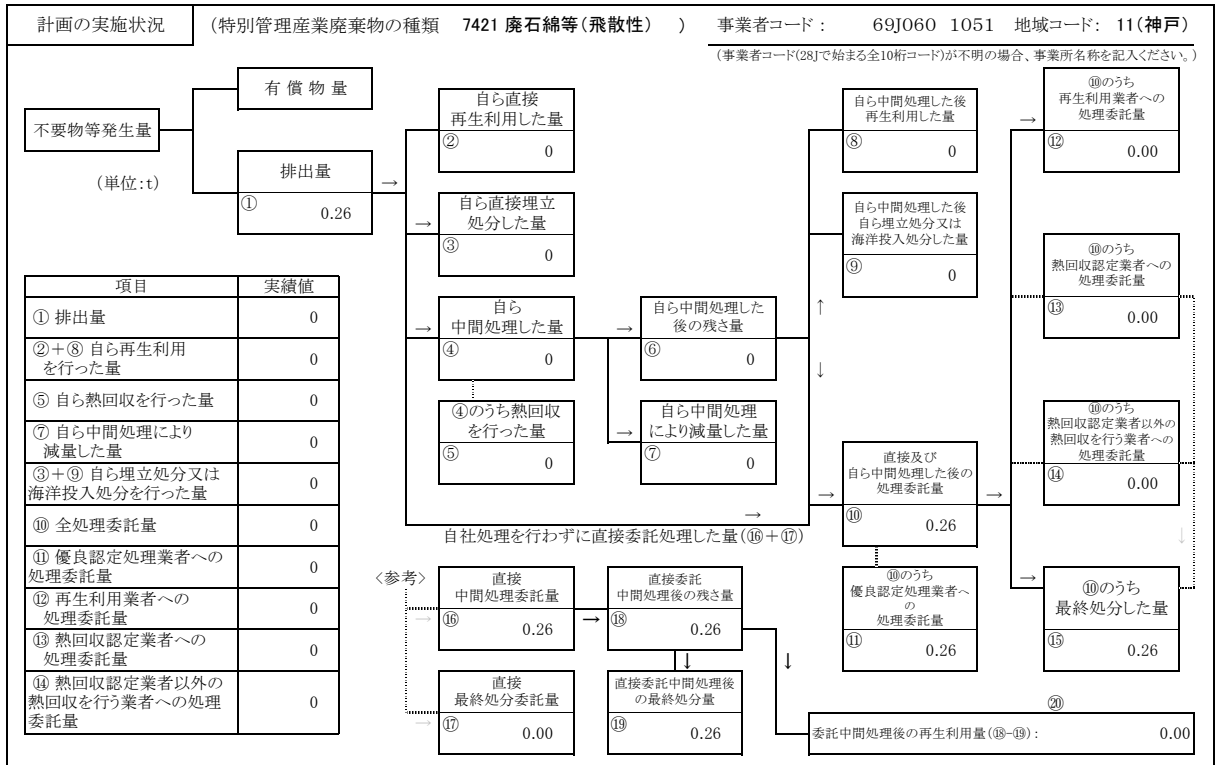 計画の実施状況
(特別管理産業廃棄物の種類 7421 廃石綿等(飛散性) )
事業者コード: 69J060 1051 地域コード: 11(神戸)
(事業者コード(28Jで始まる全10桁コード)が不明の場合、事業所名称を記入ください。)
不要物等発生量
(単位:t)
有償物量
排出量
① 0.26
→
自ら直接
再生利用した量
② 0
→
自ら直接埋立
処分した量
③ 0
→
自ら
中間処理した量
④ 0
④のうち熱回収
を行った量
⑤ 0
→
自ら中間処理した
後の残さ量
⑥ 0
→
自ら中間処理
により減量した量
⑦ 0
自ら中間処理した後
再生利用した量
⑧ 0
自ら中間処理した後
自ら埋立処分又は
海洋投入処分した量
⑨ 0
↑
↓
→
直接及び
自ら中間処理した後の
処理委託量
⑩ 0.26
→
⑩のうち
優良認定処理業者へ
の
処理委託量
⑪ 0.26
→
⑩のうち
再生利用業者への
処理委託量
⑫ 0.00
⑩のうち
熱回収認定業者への
処理委託量
⑬ 0.00
⑩のうち
熱回収認定業者以外の
熱回収を行う業者への
処理委託量
⑭ 0.00
↓
→
⑩のうち
最終処分した量
⑮ 0.26
→
自社処理を行わずに直接委託処理した量(⑯+⑰)
<参考>
→
直接
中間処理委託量
⑯ 0.26
→
直接委託
中間処理後の残さ量
⑱ 0.26
→
直接
最終処分委託量
⑰ 0.00
↓
直接委託中間処理後
の最終処分量
⑲ 0.26
↓
⑳
委託中間処理後の再生利用量(⑱-⑲): 0.00
項目 実績値
① 排出量 0
②+⑧ 自ら再生利用
を行った量 0
⑤ 自ら熱回収を行った量 0
⑦ 自ら中間処理により
減量した量 0
③+⑨ 自ら埋立処分又は
海洋投入処分を行った量 0
⑩ 全処理委託量 0
⑪ 優良認定処理業者への
処理委託量 0
⑫ 再生利用業者への
処理委託量 0
⑬ 熱回収認定業者への
処理委託量 0
⑭ 熱回収認定業者以外の
熱回収を行う業者への処理
委託量 0